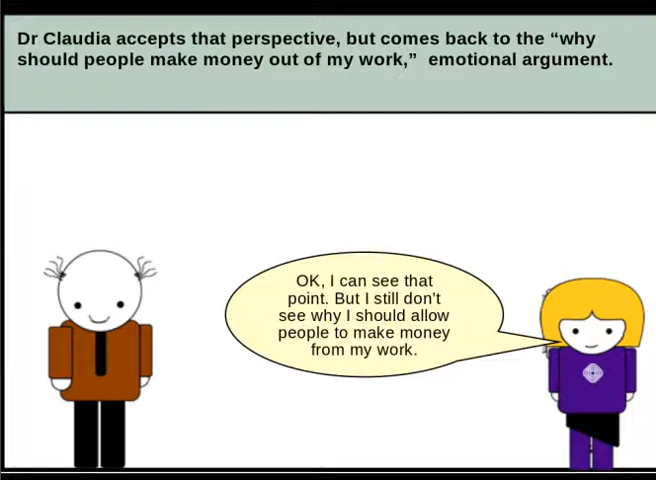 Dr Claudia accepts that perspective, but comes back to the “why
should people make money out of my work,”  emotional argument.
OK, I can see that
point. But I still don't
see why I should allow
people to make money
from my work.